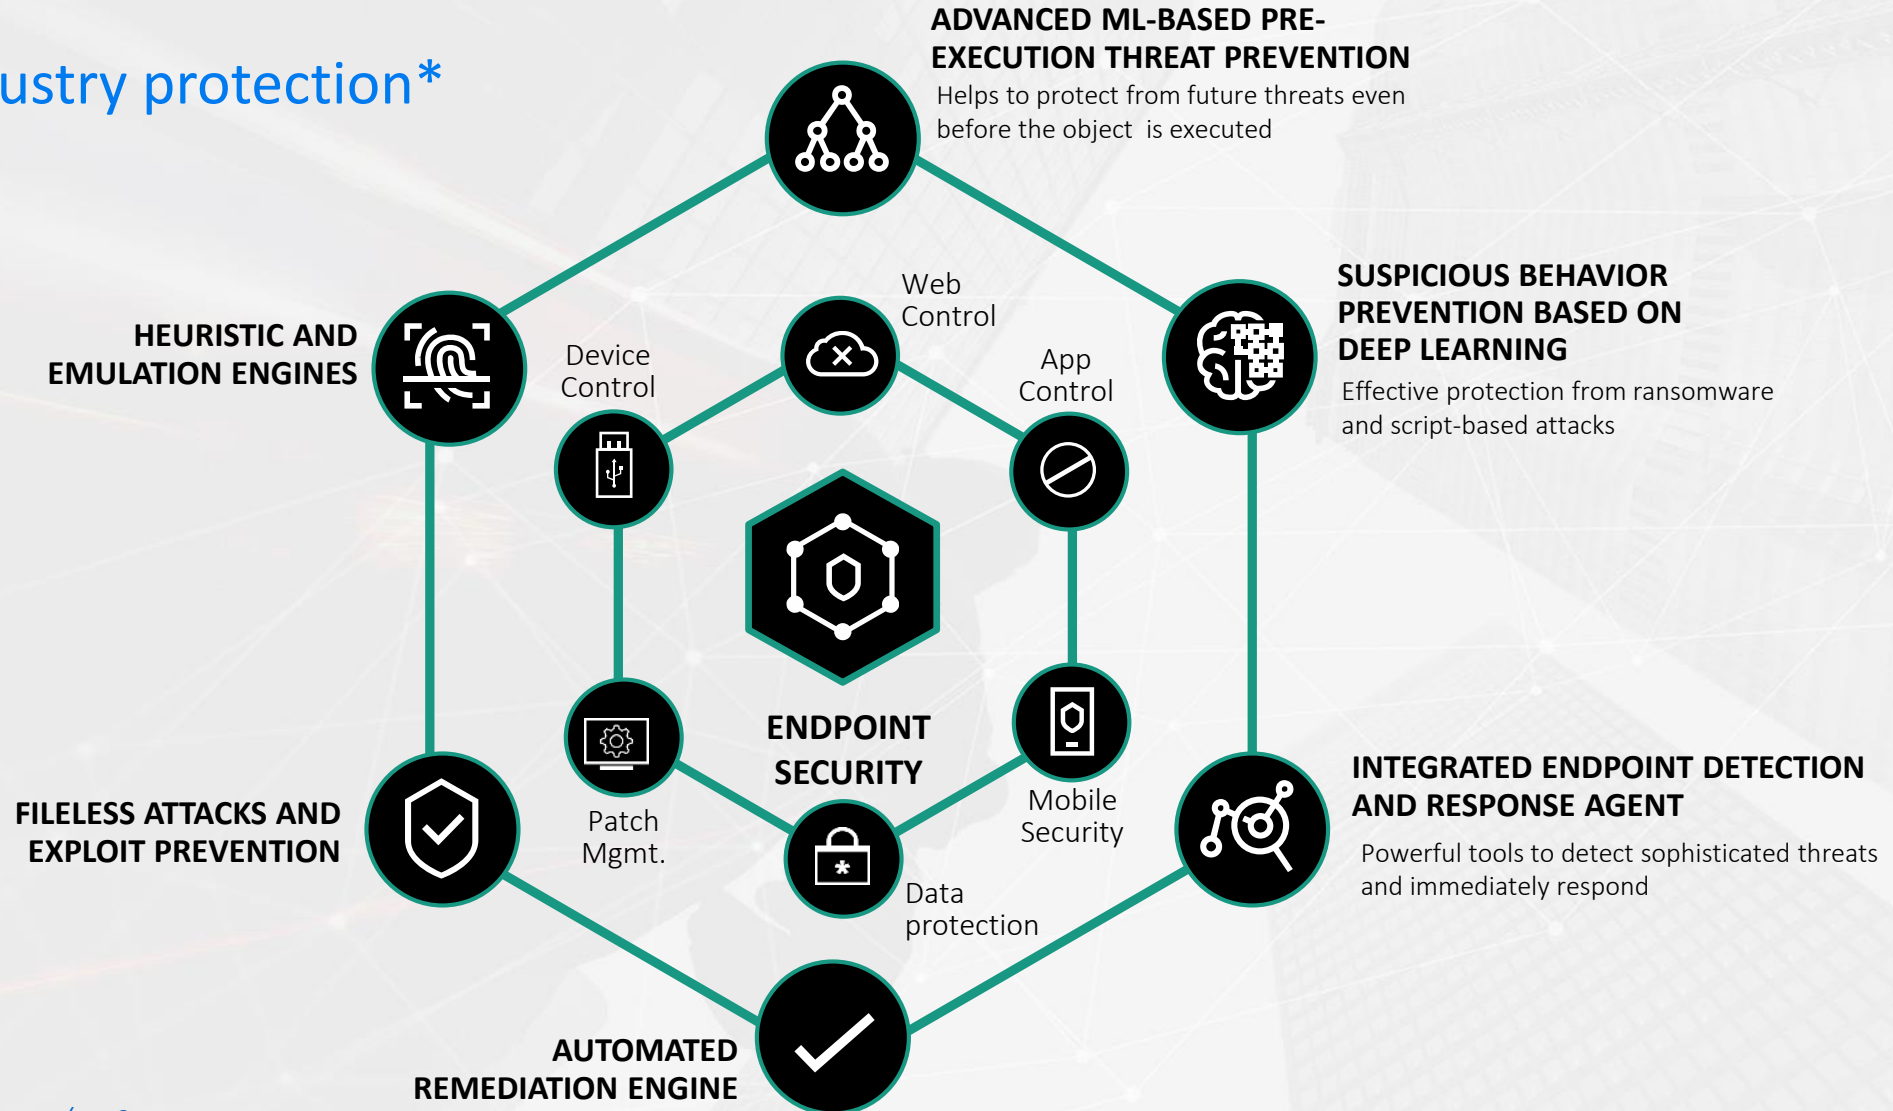 ustry protection*
ADVANCED ML-BASED PRE-
EXECUTION THREAT PREVENTION
Helps to protect from future threats even
before the object is executed
SUSPICIOUS BEHAVIOR
PREVENTION BASED ON
DEEP LEARNING
Effective protection from ransomware
and script-based attacks
HEURISTIC AND
EMULATION ENGINES
Web
Control
Device
Control
App
Control
ENDPOINT
SECURITY
Patch
Mgmt.
Mobile
Security
Data
protection
FILELESS ATTACKS AND
EXPLOIT PREVENTION
INTEGRATED ENDPOINT DETECTION
AND RESPONSE AGENT
Powerful tools to detect sophisticated threats
and immediately respond
AUTOMATED
REMEDIATION ENGINE